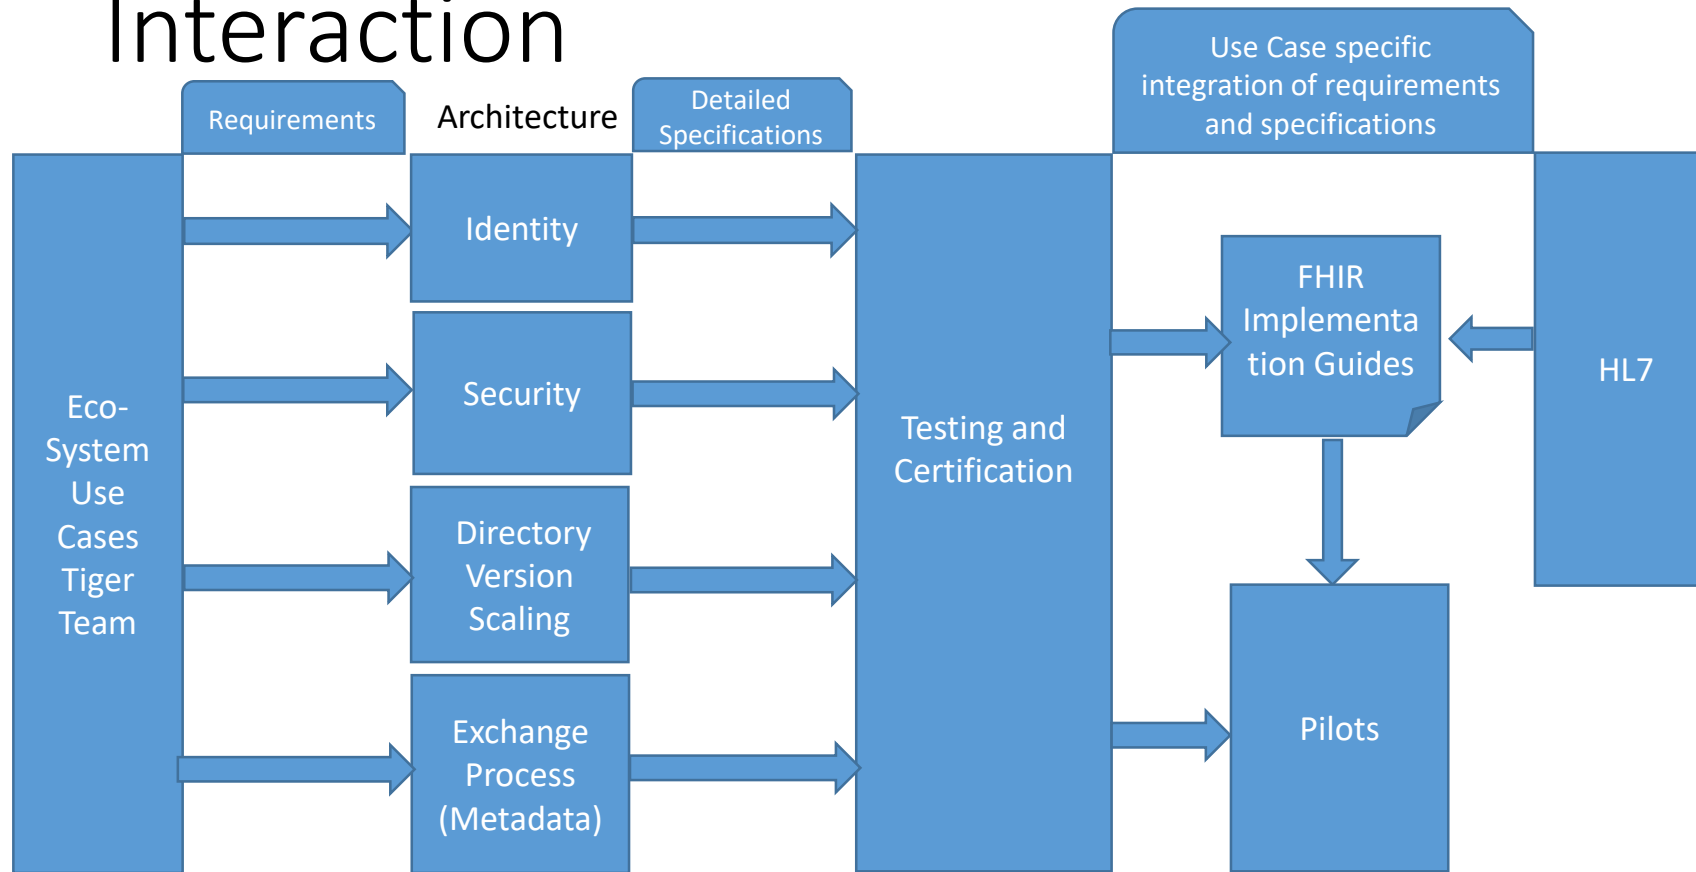 Interaction
Requirements
Architecture
Detailed
Specifications
Use Case specific
integration of requirements
and specifications
Eco-
System
Use
Cases
Tiger
Team
Identity
Security
Directory
Version
Scaling
Exchange
Process
(Metadata)
Testing and
Certification
FHIR
Implementa
tion Guides
Pilots
HL7